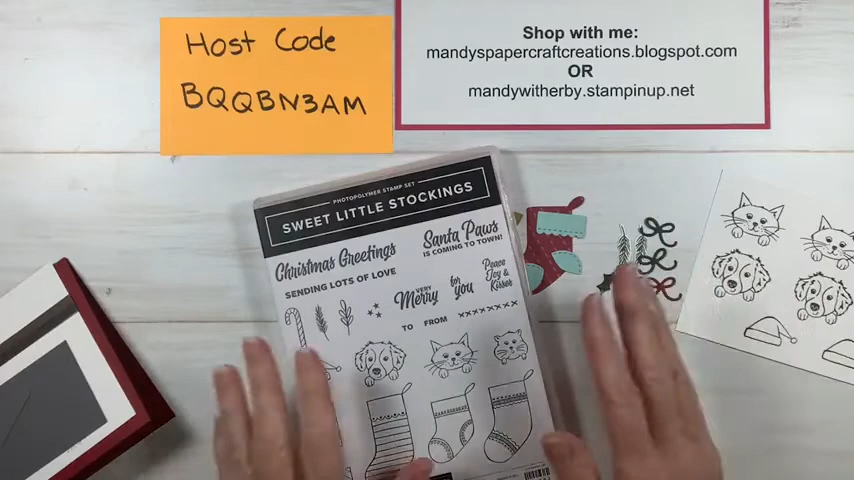 Host Code
BQQBN3AM
Shop with me:
mandyspapercraftcreations.blogspot.com
OR
mandywitherby.stampinup.net
PHOTOPOLYMER STAMP SET
SWEET LITTLE STOCKINGS
Christmas Greetings
SENDING LOTS OF LOVE
Santa Paws
IS COMING TO TOWN!
VERY
Merry
for
you
Peace
Joy &
Kisses
TO FROM